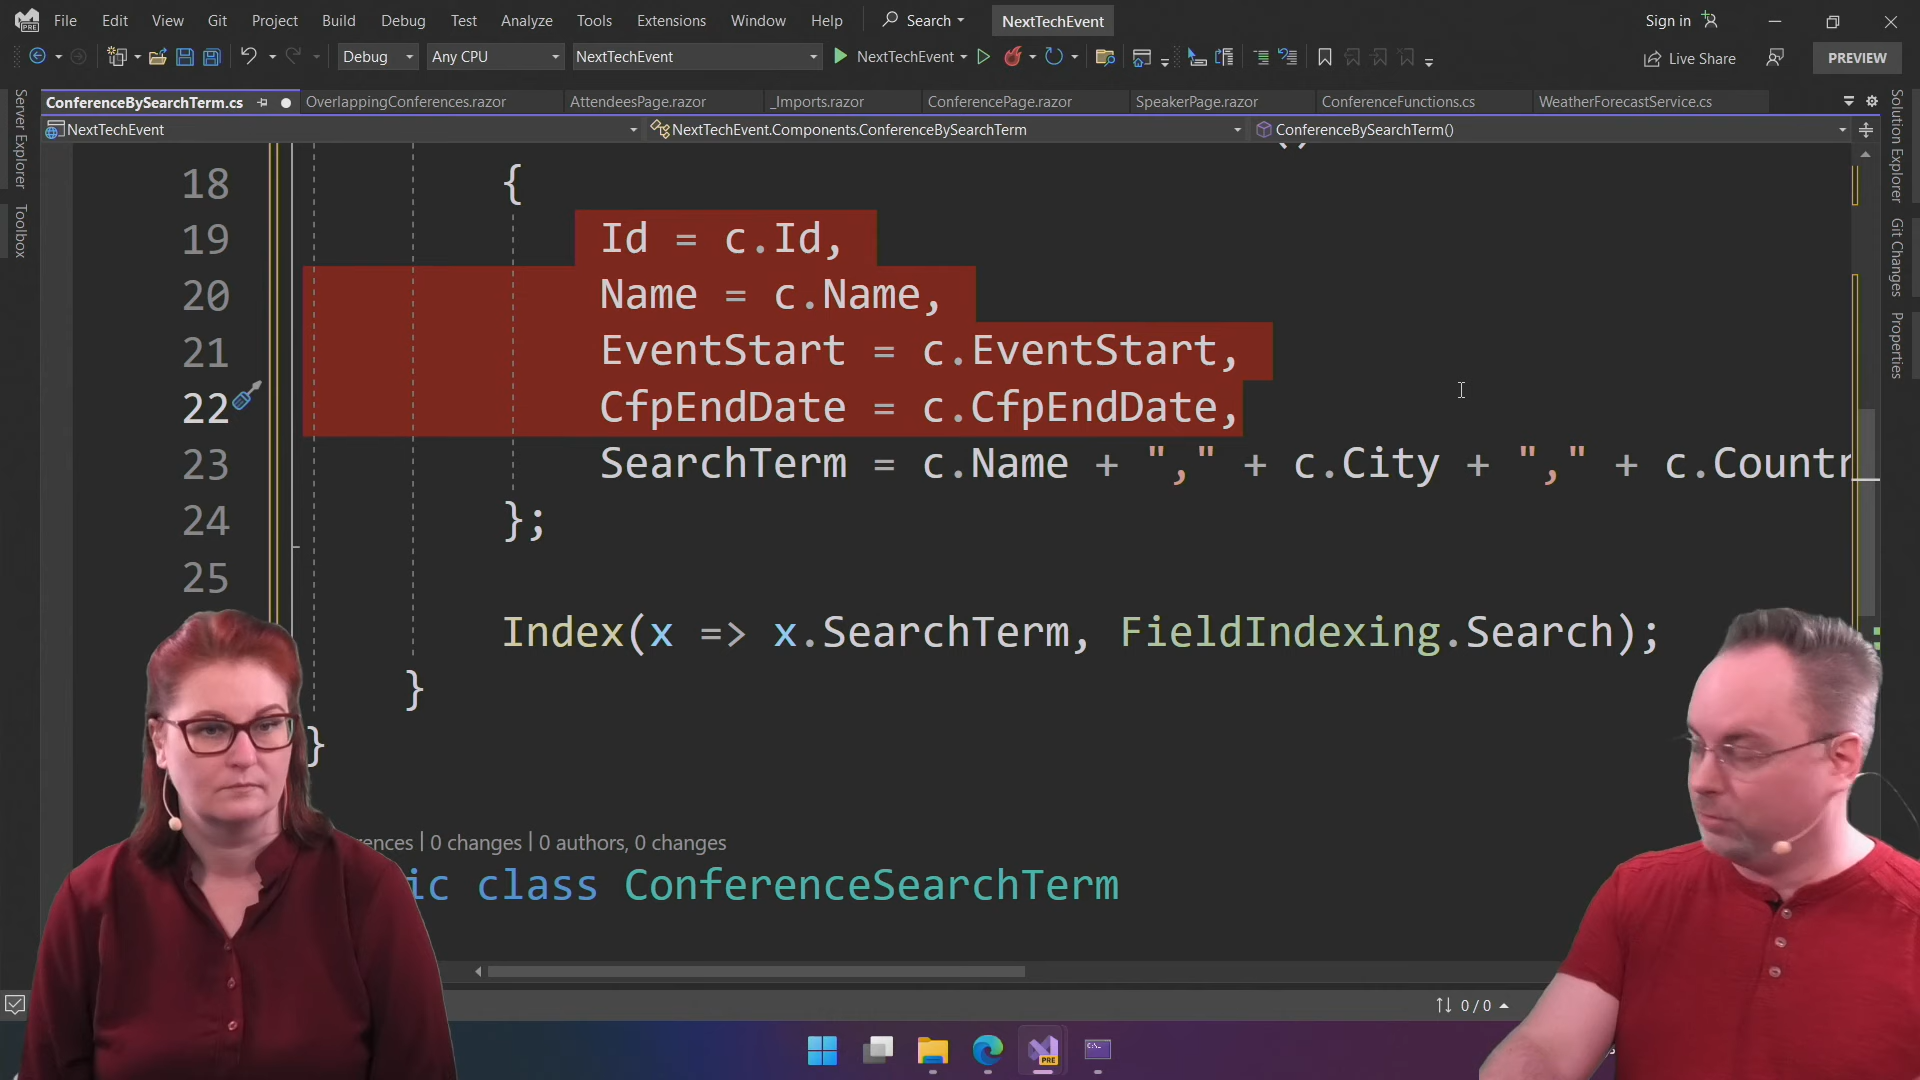 File Edit View Git Project Build Debug Test Analyze Tools Extensions Window Help Search NextTechEvent Sign in
Debug Any CPU NextTechEvent NextTechEvent Live Share PREVIEW
ConferenceBySearchTerm.cs OverlappingConferences.razor AttendeesPage.razor _Imports.razor ConferencePage.razor SpeakerPage.razor ConferenceFunctions.cs WeatherForecastService.cs
NextTechEvent NextTechEvent.Components.ConferenceBySearchTerm ConferenceBySearchTerm()
Server Explorer
Toolbox
Solution Explorer
Git Changes
Properties
18 {
19 Id = c.Id,
20 Name = c.Name,
21 EventStart = c.EventStart,
22 CfpEndDate = c.CfpEndDate,
23 SearchTerm = c.Name + "," + c.City + "," + c.Countr
24 };
25
Index(x => x.SearchTerm, FieldIndexing.Search);
}
}
0 changes | 0 authors, 0 changes
class ConferenceSearchTerm
0 / 0
PRE